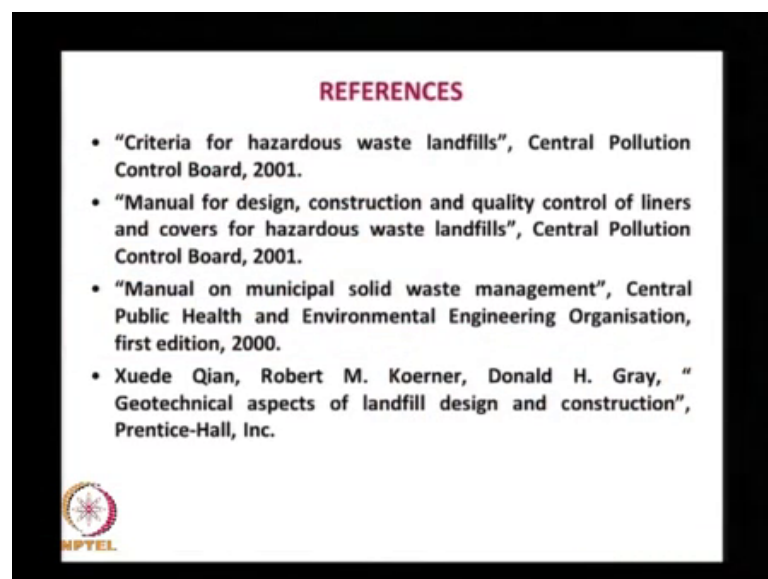 REFERENCES
• “Criteria for hazardous waste landfills”, Central Pollution
Control Board, 2001.
• “Manual for design, construction and quality control of liners
and covers for hazardous waste landfills”, Central Pollution
Control Board, 2001.
• “Manual on municipal solid waste management”, Central
Public Health and Environmental Engineering Organisation,
first edition, 2000.
• Xuede Qian, Robert M. Koerner, Donald H. Gray, “
Geotechnical aspects of landfill design and construction”,
Prentice-Hall, Inc.
NPTEL